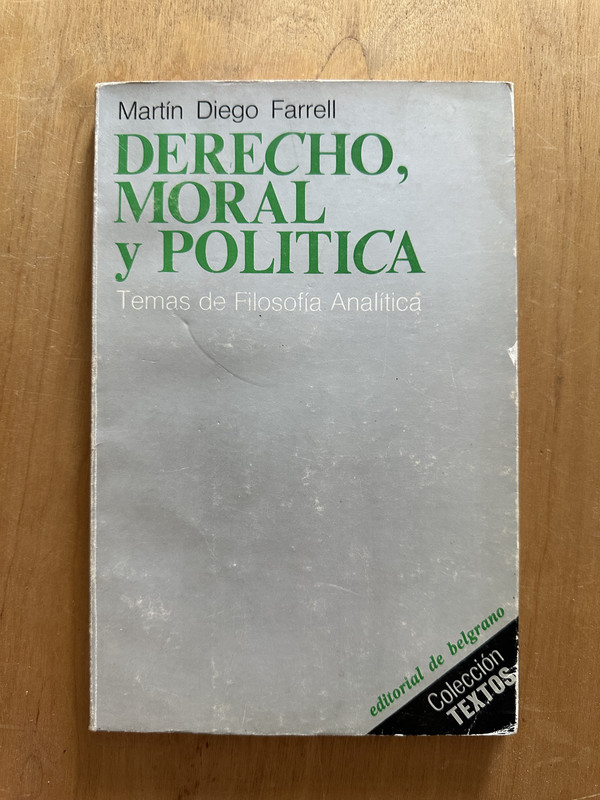 Martín Diego Farrell
DERECHO,
MORAL
y POLITICA
Temas de Filosofía Analítica
editorial de belgrano
Colección
TEXTOS